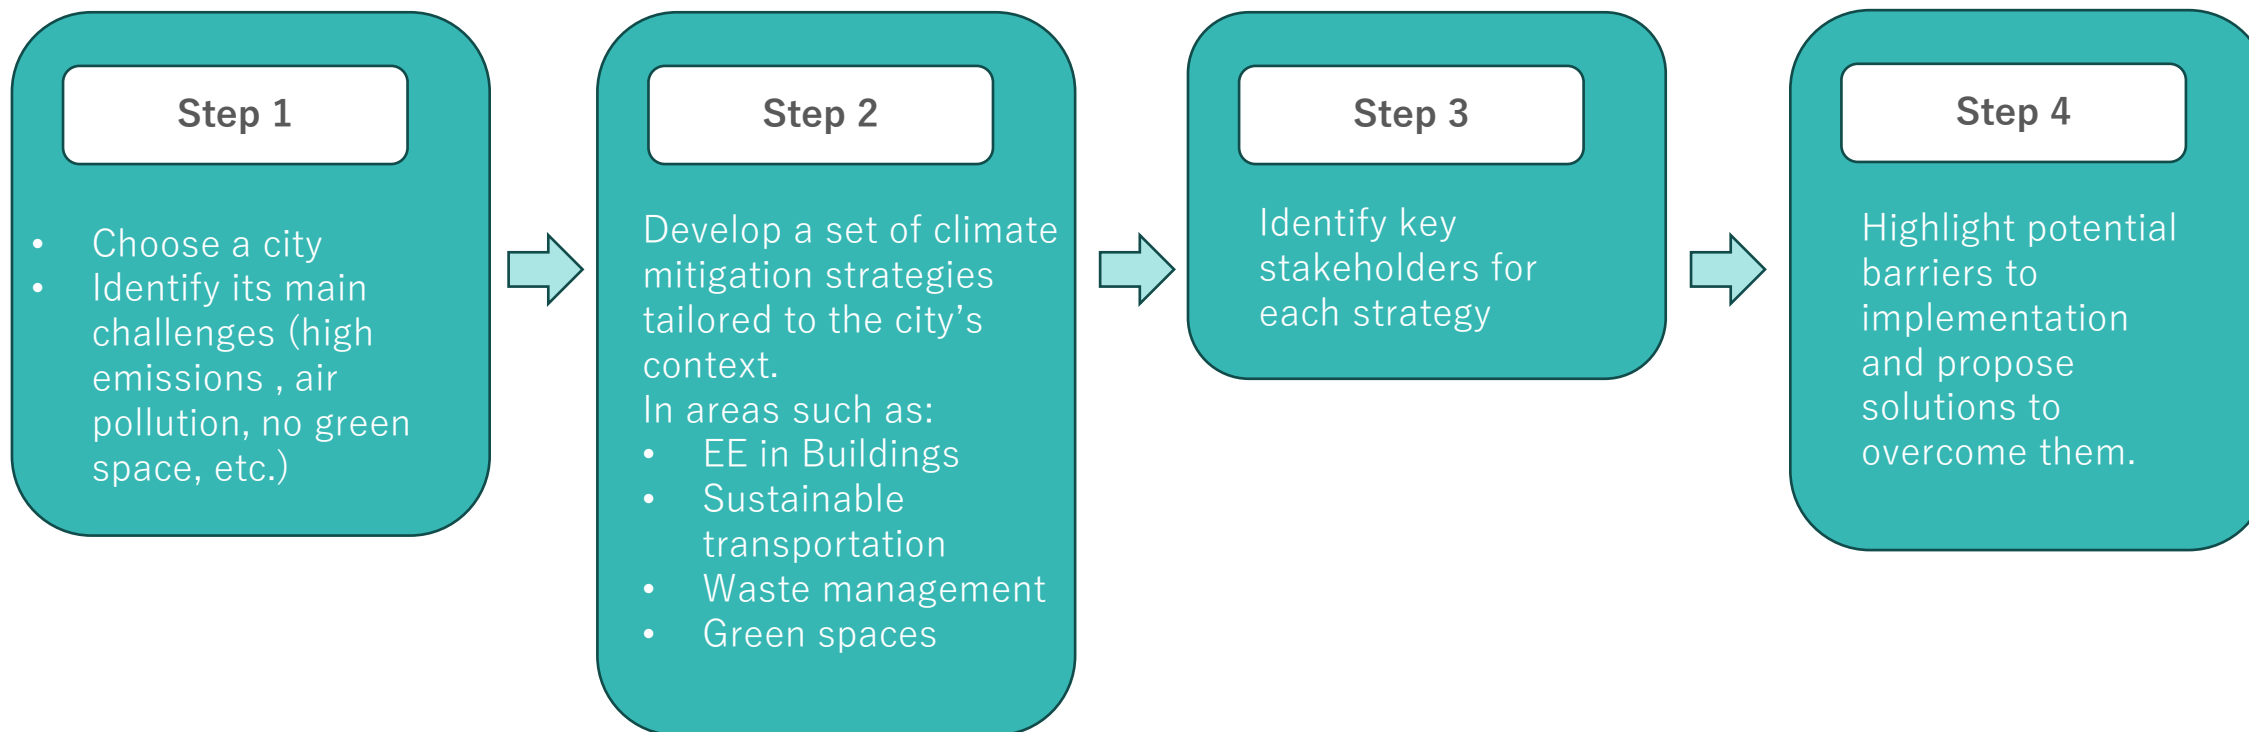 Step 1
• Choose a city
• Identify its main
challenges (high
emissions , air
pollution, no green
space, etc.)
Step 2
Develop a set of climate
mitigation strategies
tailored to the city’s
context.
In areas such as:
• EE in Buildings
• Sustainable
transportation
• Waste management
• Green spaces
Step 3
Identify key
stakeholders for
each strategy
Step 4
Highlight potential
barriers to
implementation
and propose
solutions to
overcome them.